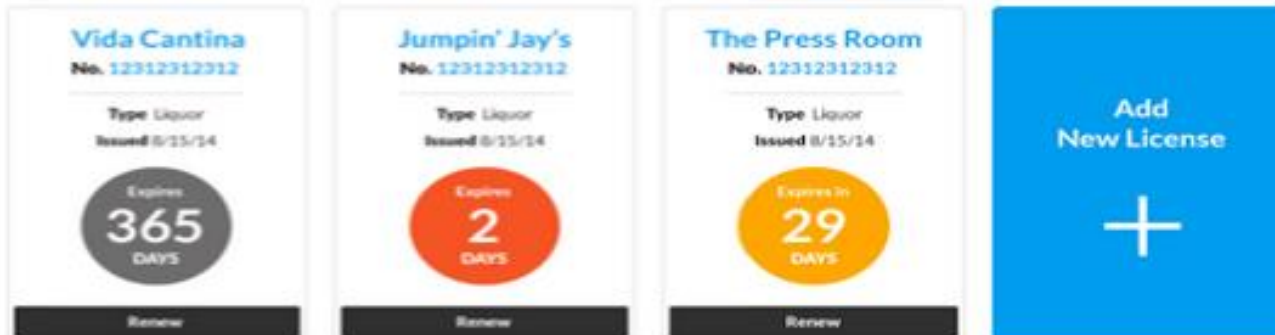 Vida Cantina
No. 12312312312
Type Liquor
Issued 8/15/14
Expires
365
DAYS
Renew
Jumpin' Jay's
No. 12312312312
Type Liquor
Issued 8/15/14
Expires
2
DAYS
Renew
The Press Room
No. 12312312312
Type Liquor
Issued 8/15/14
Expires In
29
DAYS
Renew
Add
New License